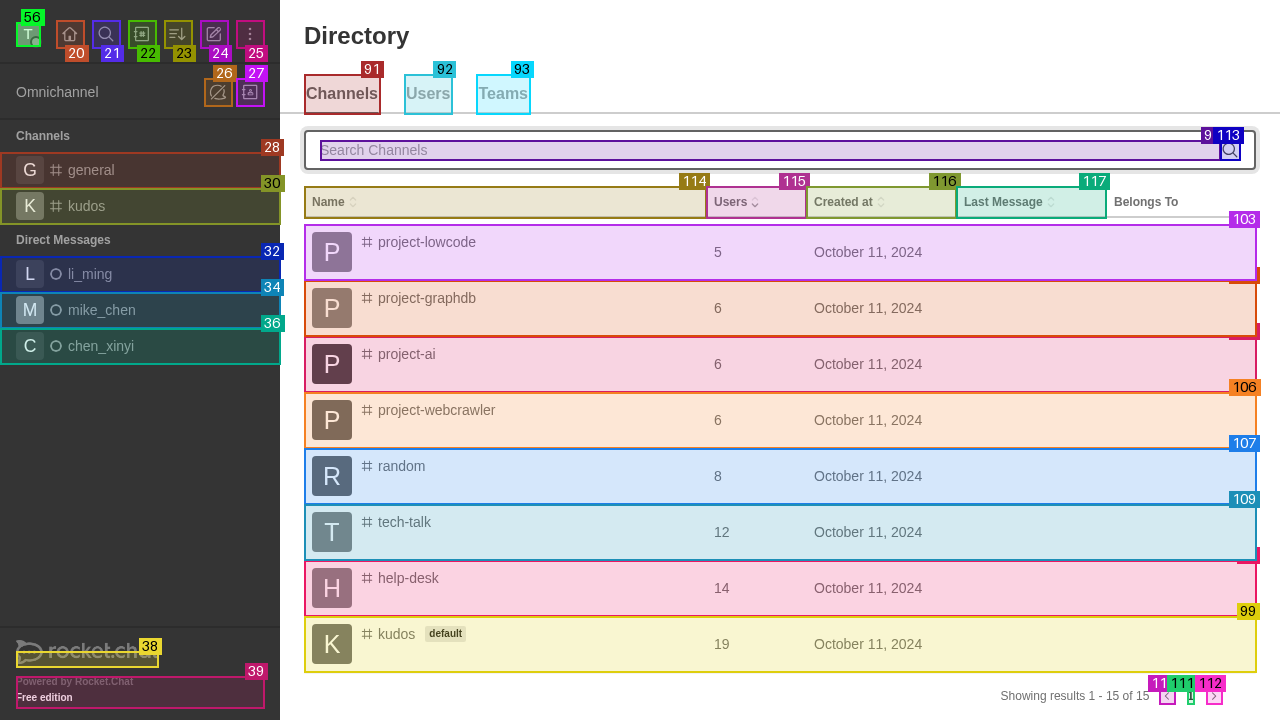 56
T
20
21
22
23
24
25
Omnichannel
26
27
Channels
28
G general
30
K kudos
Direct Messages
32
L li_ming
34
M mike_chen
36
C chen_xinyi
38
rocket.cha
39
Powered by Rocket.Chat
Free edition
Directory
91
92
93
Channels
Users
Teams
Search Channels
9
113
114
115
116
117
Name
Users
Created at
Last Message
Belongs To
103
P project-lowcode 5 October 11, 2024
P project-graphdb 6 October 11, 2024
P project-ai 6 October 11, 2024
106
P project-webcrawler 6 October 11, 2024
107
R random 8 October 11, 2024
109
T tech-talk 12 October 11, 2024
H help-desk 14 October 11, 2024
99
K kudos default 19 October 11, 2024
11
111
112
Showing results 1 - 15 of 15
1